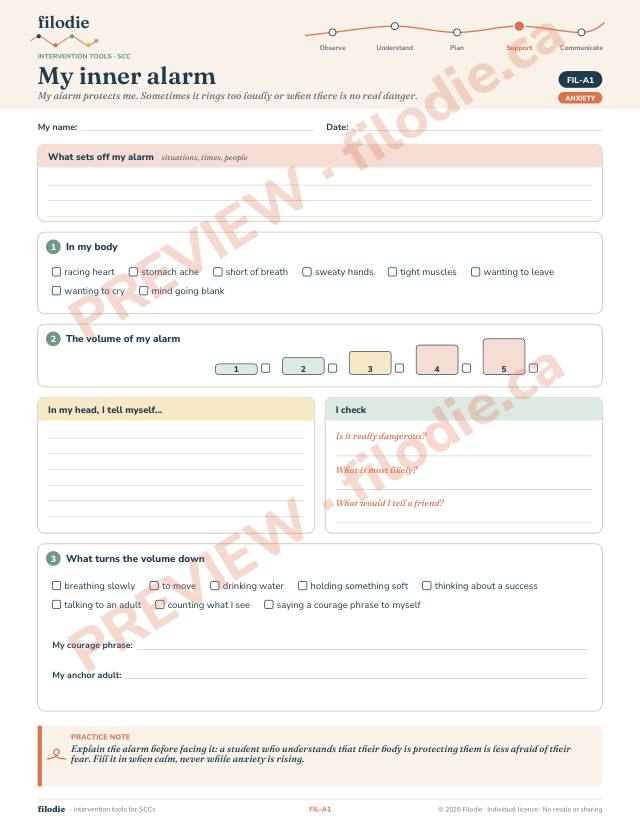 filodie
INTERVENTION TOOLS · SCC
Observe Understand Plan Support Communicate
My inner alarm
My alarm protects me. Sometimes it rings too loudly or when there is no real danger.
FIL-A1
ANXIETY
My name: Date:
What sets off my alarm situations, times, people
1 In my body
racing heart stomach ache short of breath sweaty hands tight muscles wanting to leave
wanting to cry mind going blank
2 The volume of my alarm
1 2 3 4 5
In my head, I tell myself...
I check
Is it really dangerous?
What is most likely?
What would I tell a friend?
3 What turns the volume down
breathing slowly to move drinking water holding something soft thinking about a success
talking to an adult counting what I see saying a courage phrase to myself
My courage phrase:
My anchor adult:
PRACTICE NOTE
Explain the alarm before facing it: a student who understands that their body is protecting them is less afraid of their
fear. Fill it in when calm, never while anxiety is rising.
filodie · intervention tools for SCCs FIL-A1 © 2026 Filodie · Individual licence · No resale or sharing
PREVIEW · filodie.ca
PREVIEW · filodie.ca